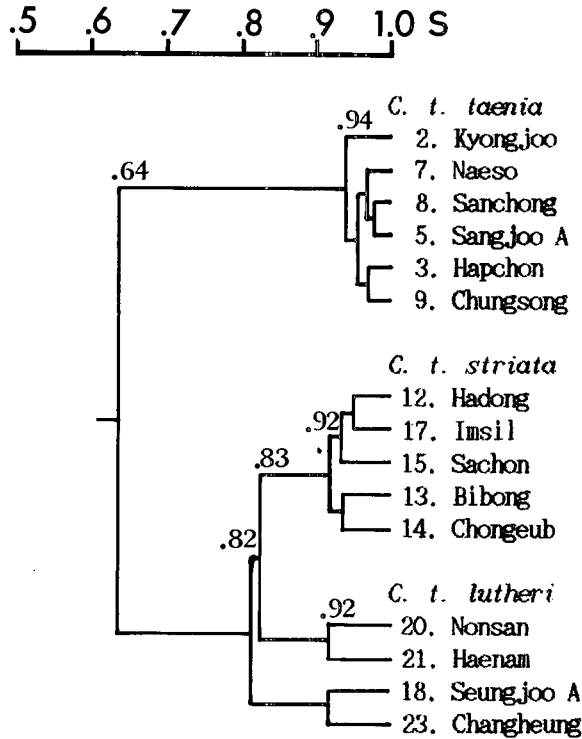 .5 .6 .7 .8 .9 1.0 S
C. t. taenia
.94
2. Kyongjoo
.64
7. Naeso
8. Sanchong
5. Sangjoo A
3. Hapchon
9. Chungsong
C. t. striata
12. Hadong
.92
17. Imsil
.83
15. Sachon
13. Bibong
14. Chongeub
.82
C. t. lutheri
.92
20. Nonsan
21. Haenam
18. Seungjoo A
23. Changheung